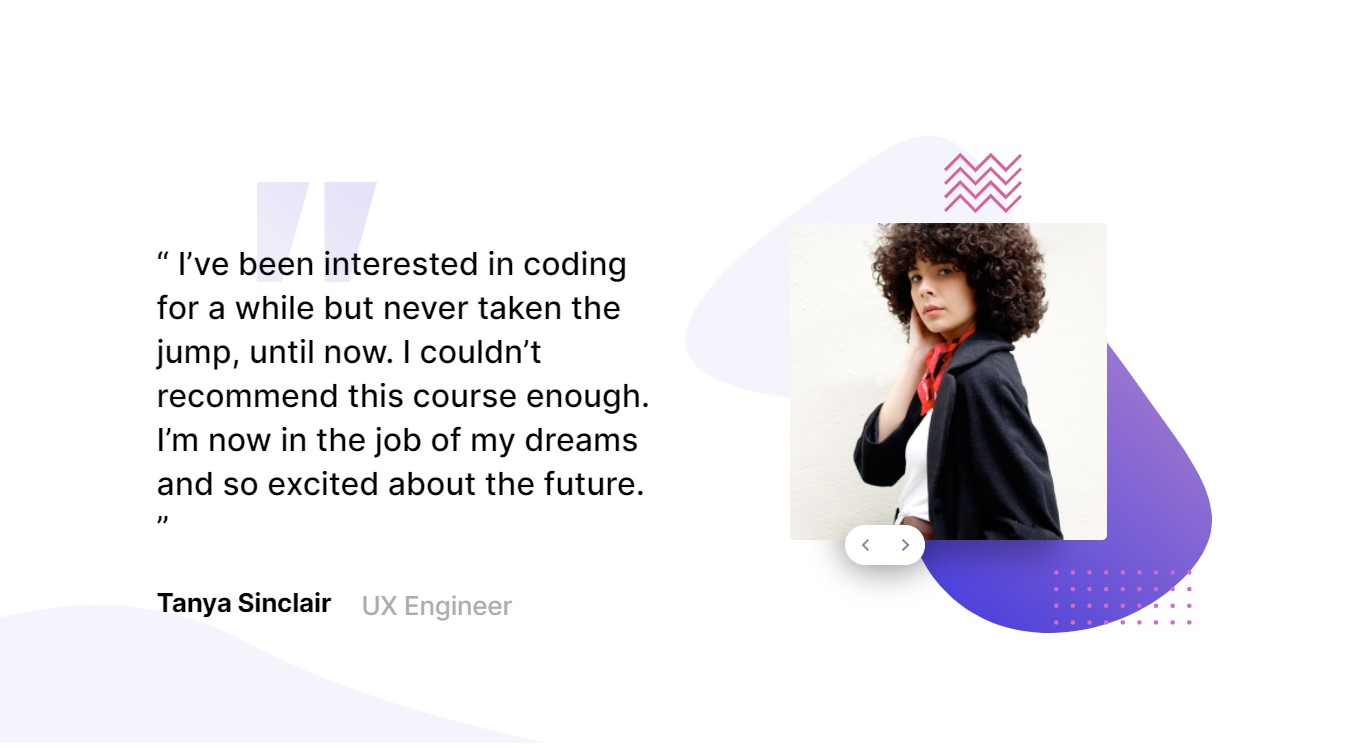 “ I’ve been interested in coding
for a while but never taken the
jump, until now. I couldn’t
recommend this course enough.
I’m now in the job of my dreams
and so excited about the future.
”
Tanya Sinclair UX Engineer